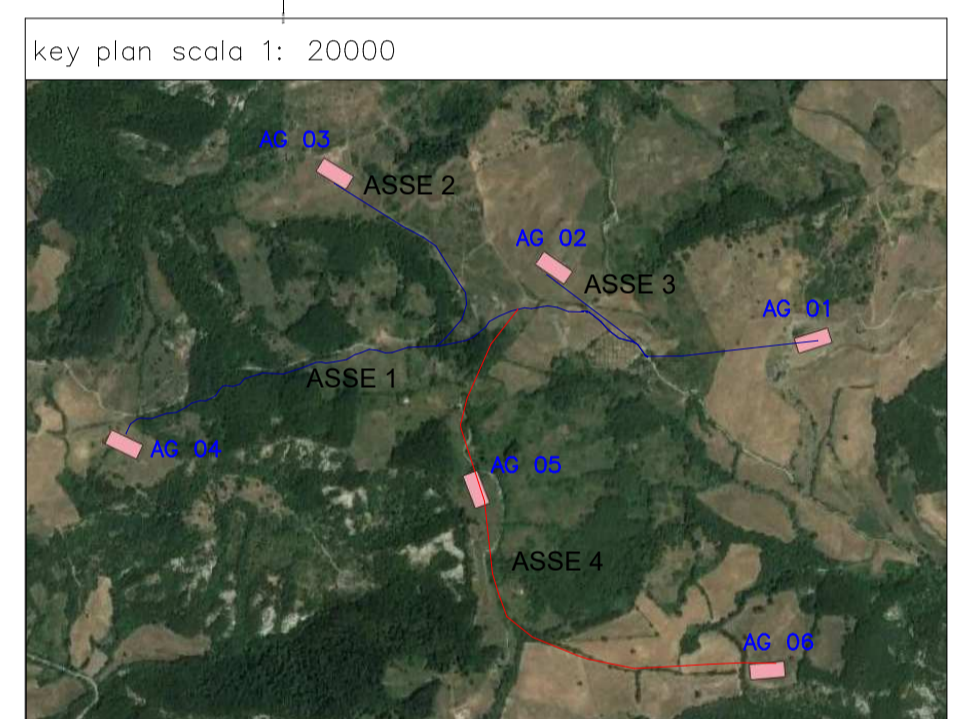 key plan scala 1: 20000
AG 03
ASSE 2
AG 02
ASSE 3
AG 01
ASSE 1
AG 04
AG 05
ASSE 4
AG 06